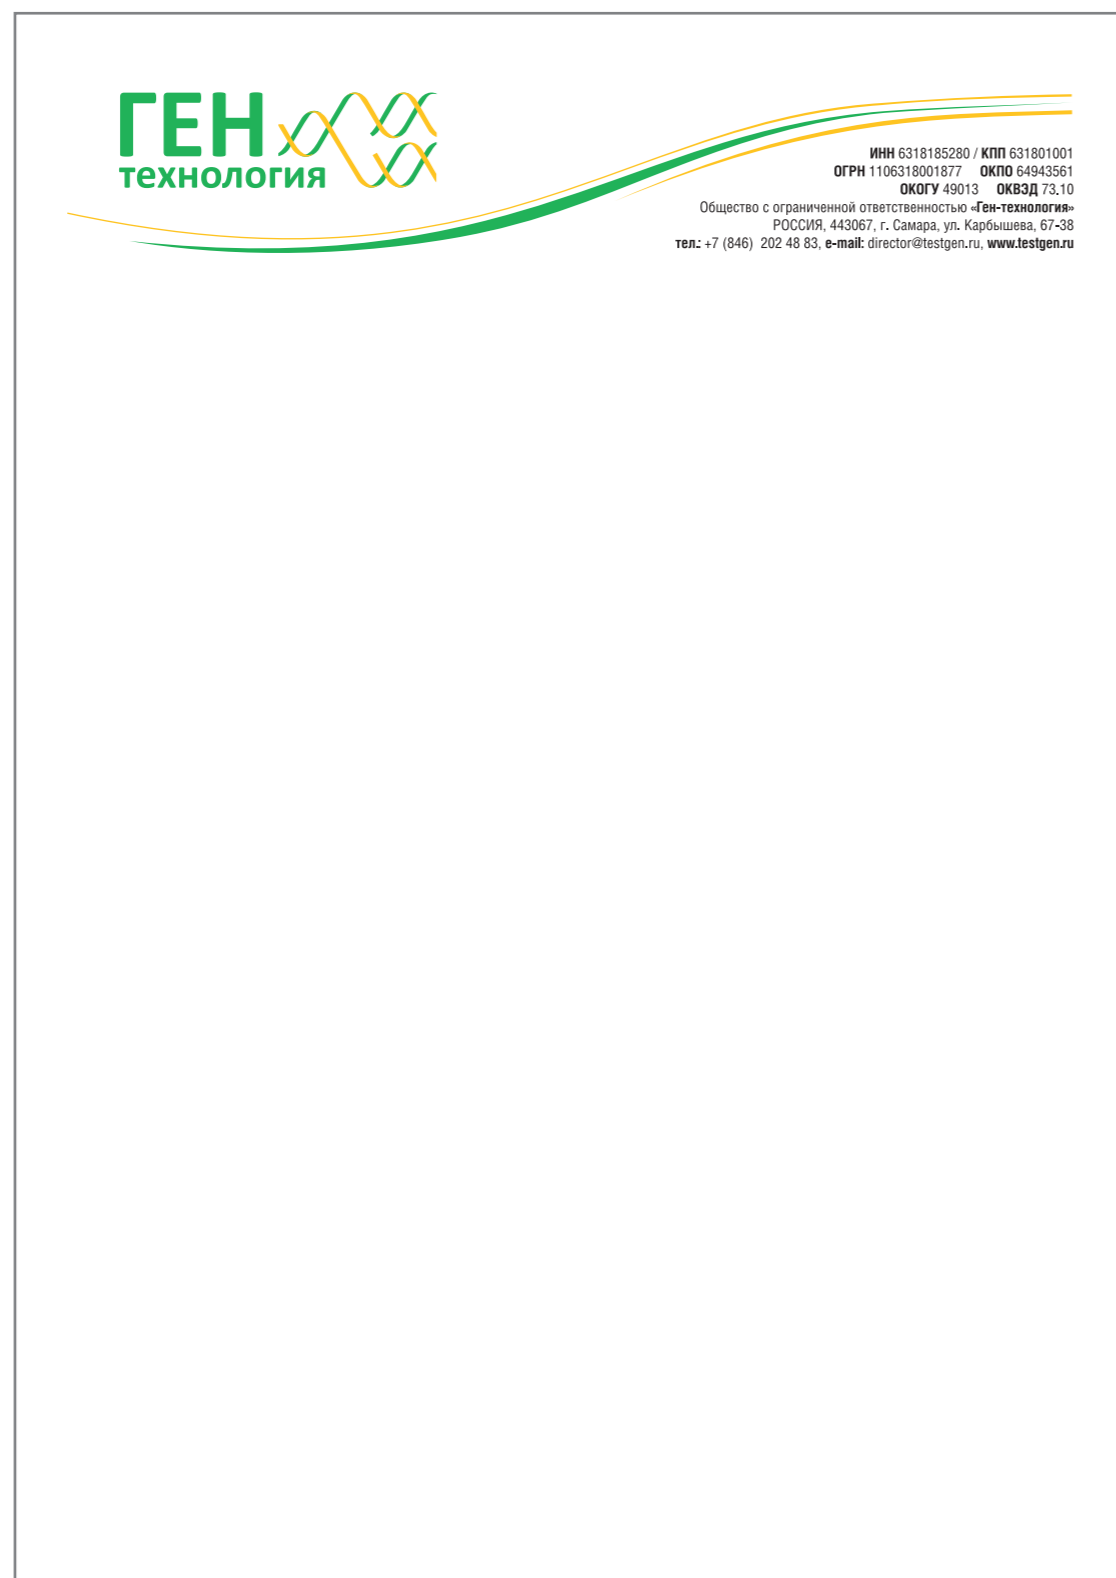 ГЕН
технология
ИНН 6318185280 / КПП 631801001
ОГРН 1106318001877 ОКПО 64943561
ОКОГУ 49013 ОКВЭД 73.10
Общество с ограниченной ответственностью «Ген-технология»
РОССИЯ, 443067, г. Самара, ул. Карбышева, 67-38
тел.: +7 (846) 202 48 83, e-mail: director@testgen.ru, www.testgen.ru